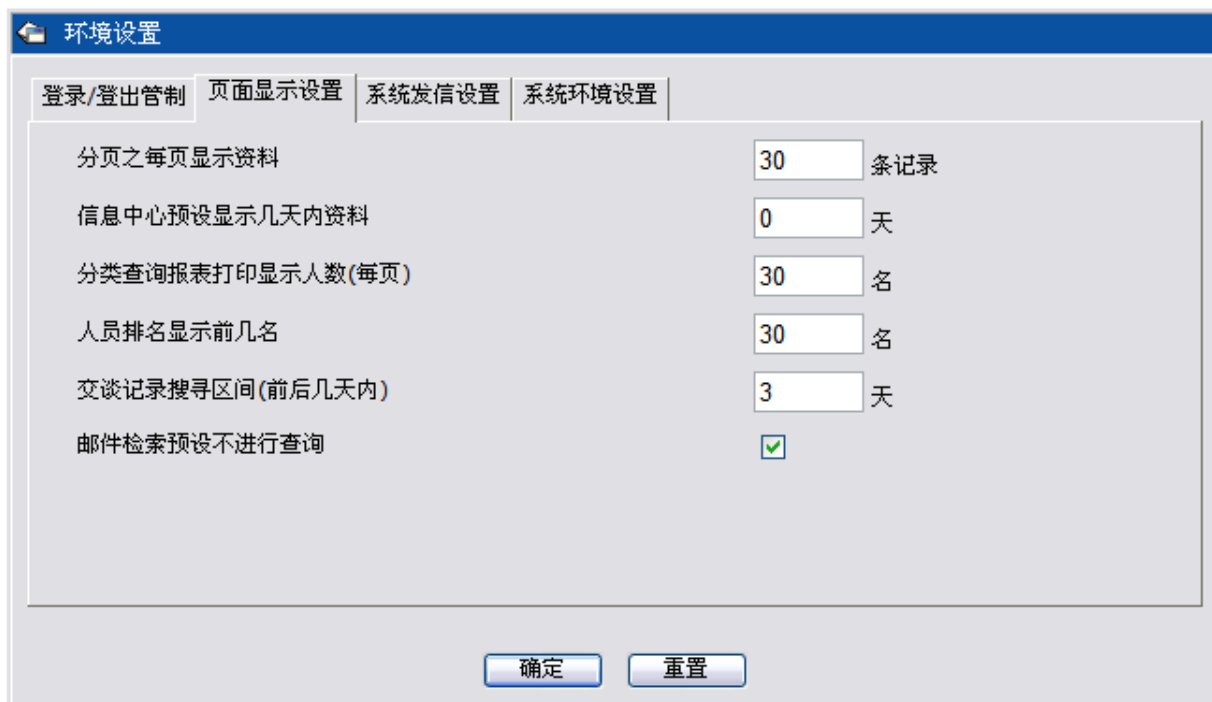 环境设置
登录/登出管制 页面显示设置 系统发信设置 系统环境设置
分页之每页显示资料 30 条记录
信息中心预设显示几天内资料 0 天
分类查询报表打印显示人数(每页) 30 名
人员排名显示前几名 30 名
交谈记录搜寻区间(前后几天内) 3 天
邮件检索预设不进行查询
确定 重置